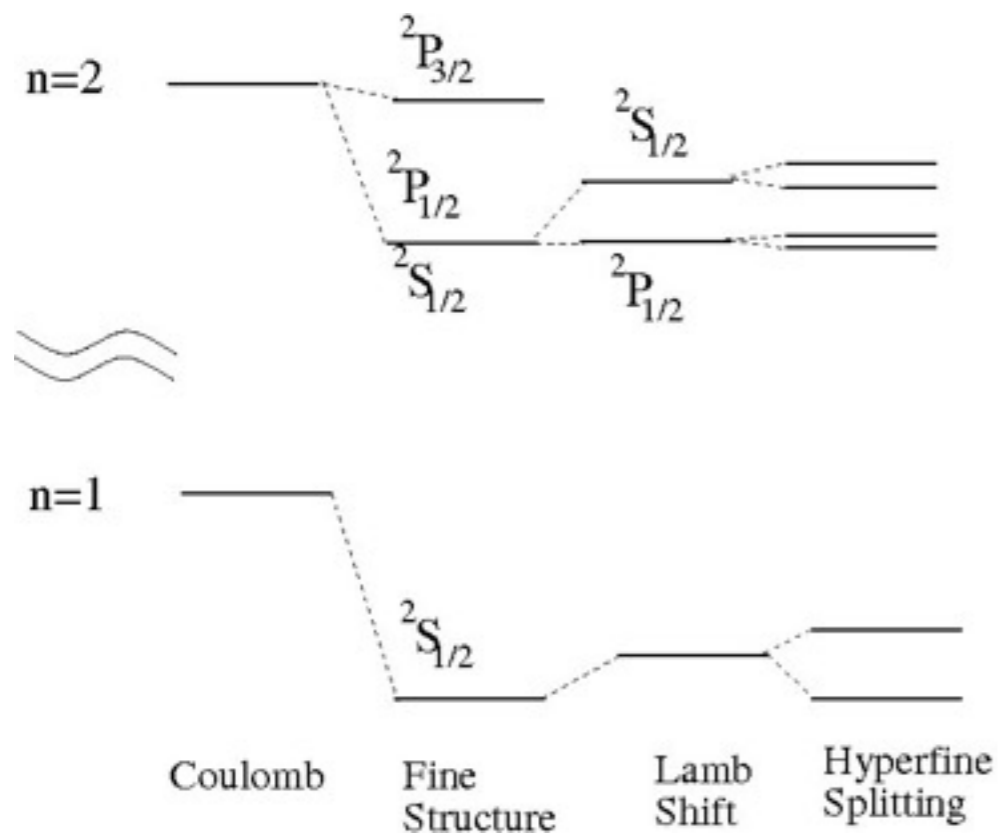 ²P₃/₂
n=2
²S₁/₂
²P₁/₂
²S₁/₂
²P₁/₂
n=1
²S₁/₂
Coulomb
Fine
Structure
Lamb
Shift
Hyperfine
Splitting